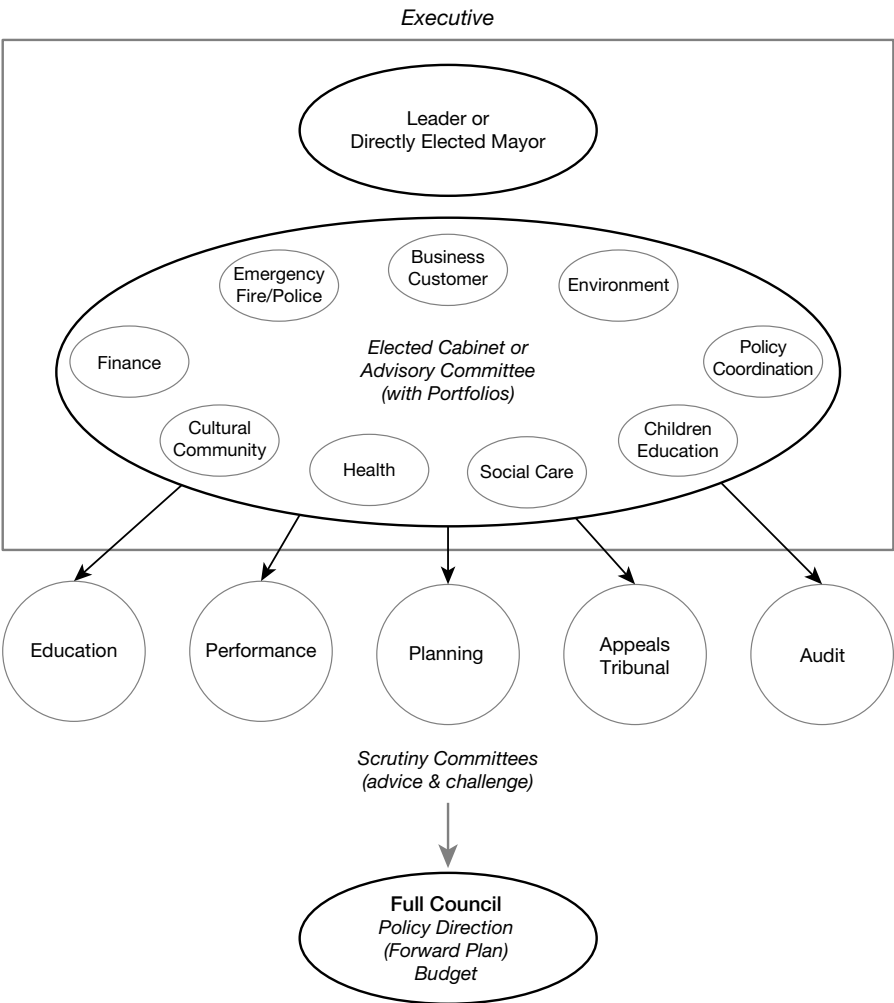 Executive
Leader or
Directly Elected Mayor
Business
Customer
Emergency
Fire/Police
Environment
Finance
Elected Cabinet or
Advisory Committee
(with Portfolios)
Policy
Coordination
Cultural
Community
Health
Social Care
Children
Education
Education
Performance
Planning
Appeals
Tribunal
Audit
Scrutiny Committees
(advice & challenge)
Full Council
Policy Direction
(Forward Plan)
Budget